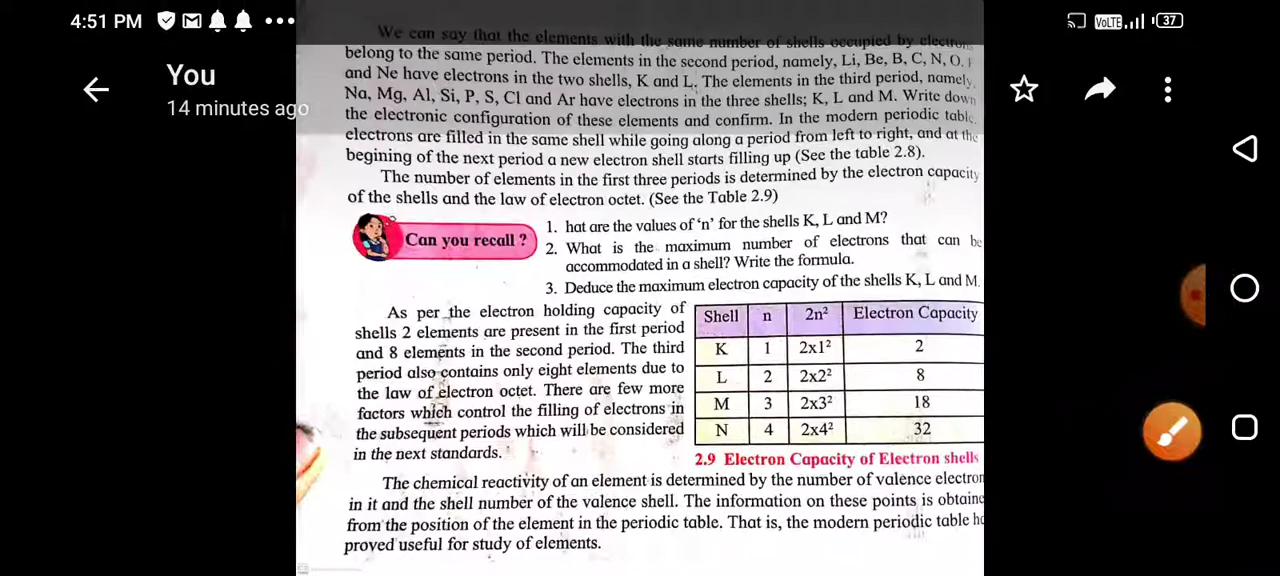 4:51 PM
VoLTE
37
You
14 minutes ago
We can say that the elements with the same number of shells occupied by electrons
belong to the same period. The elements in the second period, namely, Li, Be, B, C, N, O,
and Ne have electrons in the two shells, K and L. The elements in the third period, namely,
Na, Mg, Al, Si, P, S, Cl and Ar have electrons in the three shells; K, L and M. Write down
the electronic configuration of these elements and confirm. In the modern periodic table,
electrons are filled in the same shell while going along a period from left to right, and at the
begining of the next period a new electron shell starts filling up (See the table 2.8).
The number of elements in the first three periods is determined by the electron capacity
of the shells and the law of electron octet. (See the Table 2.9)
Can you recall ?
1. hat are the values of ‘n’ for the shells K, L and M?
2. What is the maximum number of electrons that can be
accommodated in a shell? Write the formula.
3. Deduce the maximum electron capacity of the shells K, L and M.
As per the electron holding capacity of
shells 2 elements are present in the first period
and 8 elements in the second period. The third
period also contains only eight elements due to
the law of electron octet. There are few more
factors which control the filling of electrons in
the subsequent periods which will be considered
in the next standards.
Shell n 2n² Electron Capacity
K 1 2x1² 2
L 2 2x2² 8
M 3 2x3² 18
N 4 2x4² 32
2.9 Electron Capacity of Electron shells
The chemical reactivity of an element is determined by the number of valence electron
in it and the shell number of the valence shell. The information on these points is obtaine
from the position of the element in the periodic table. That is, the modern periodic table ha
proved useful for study of elements.